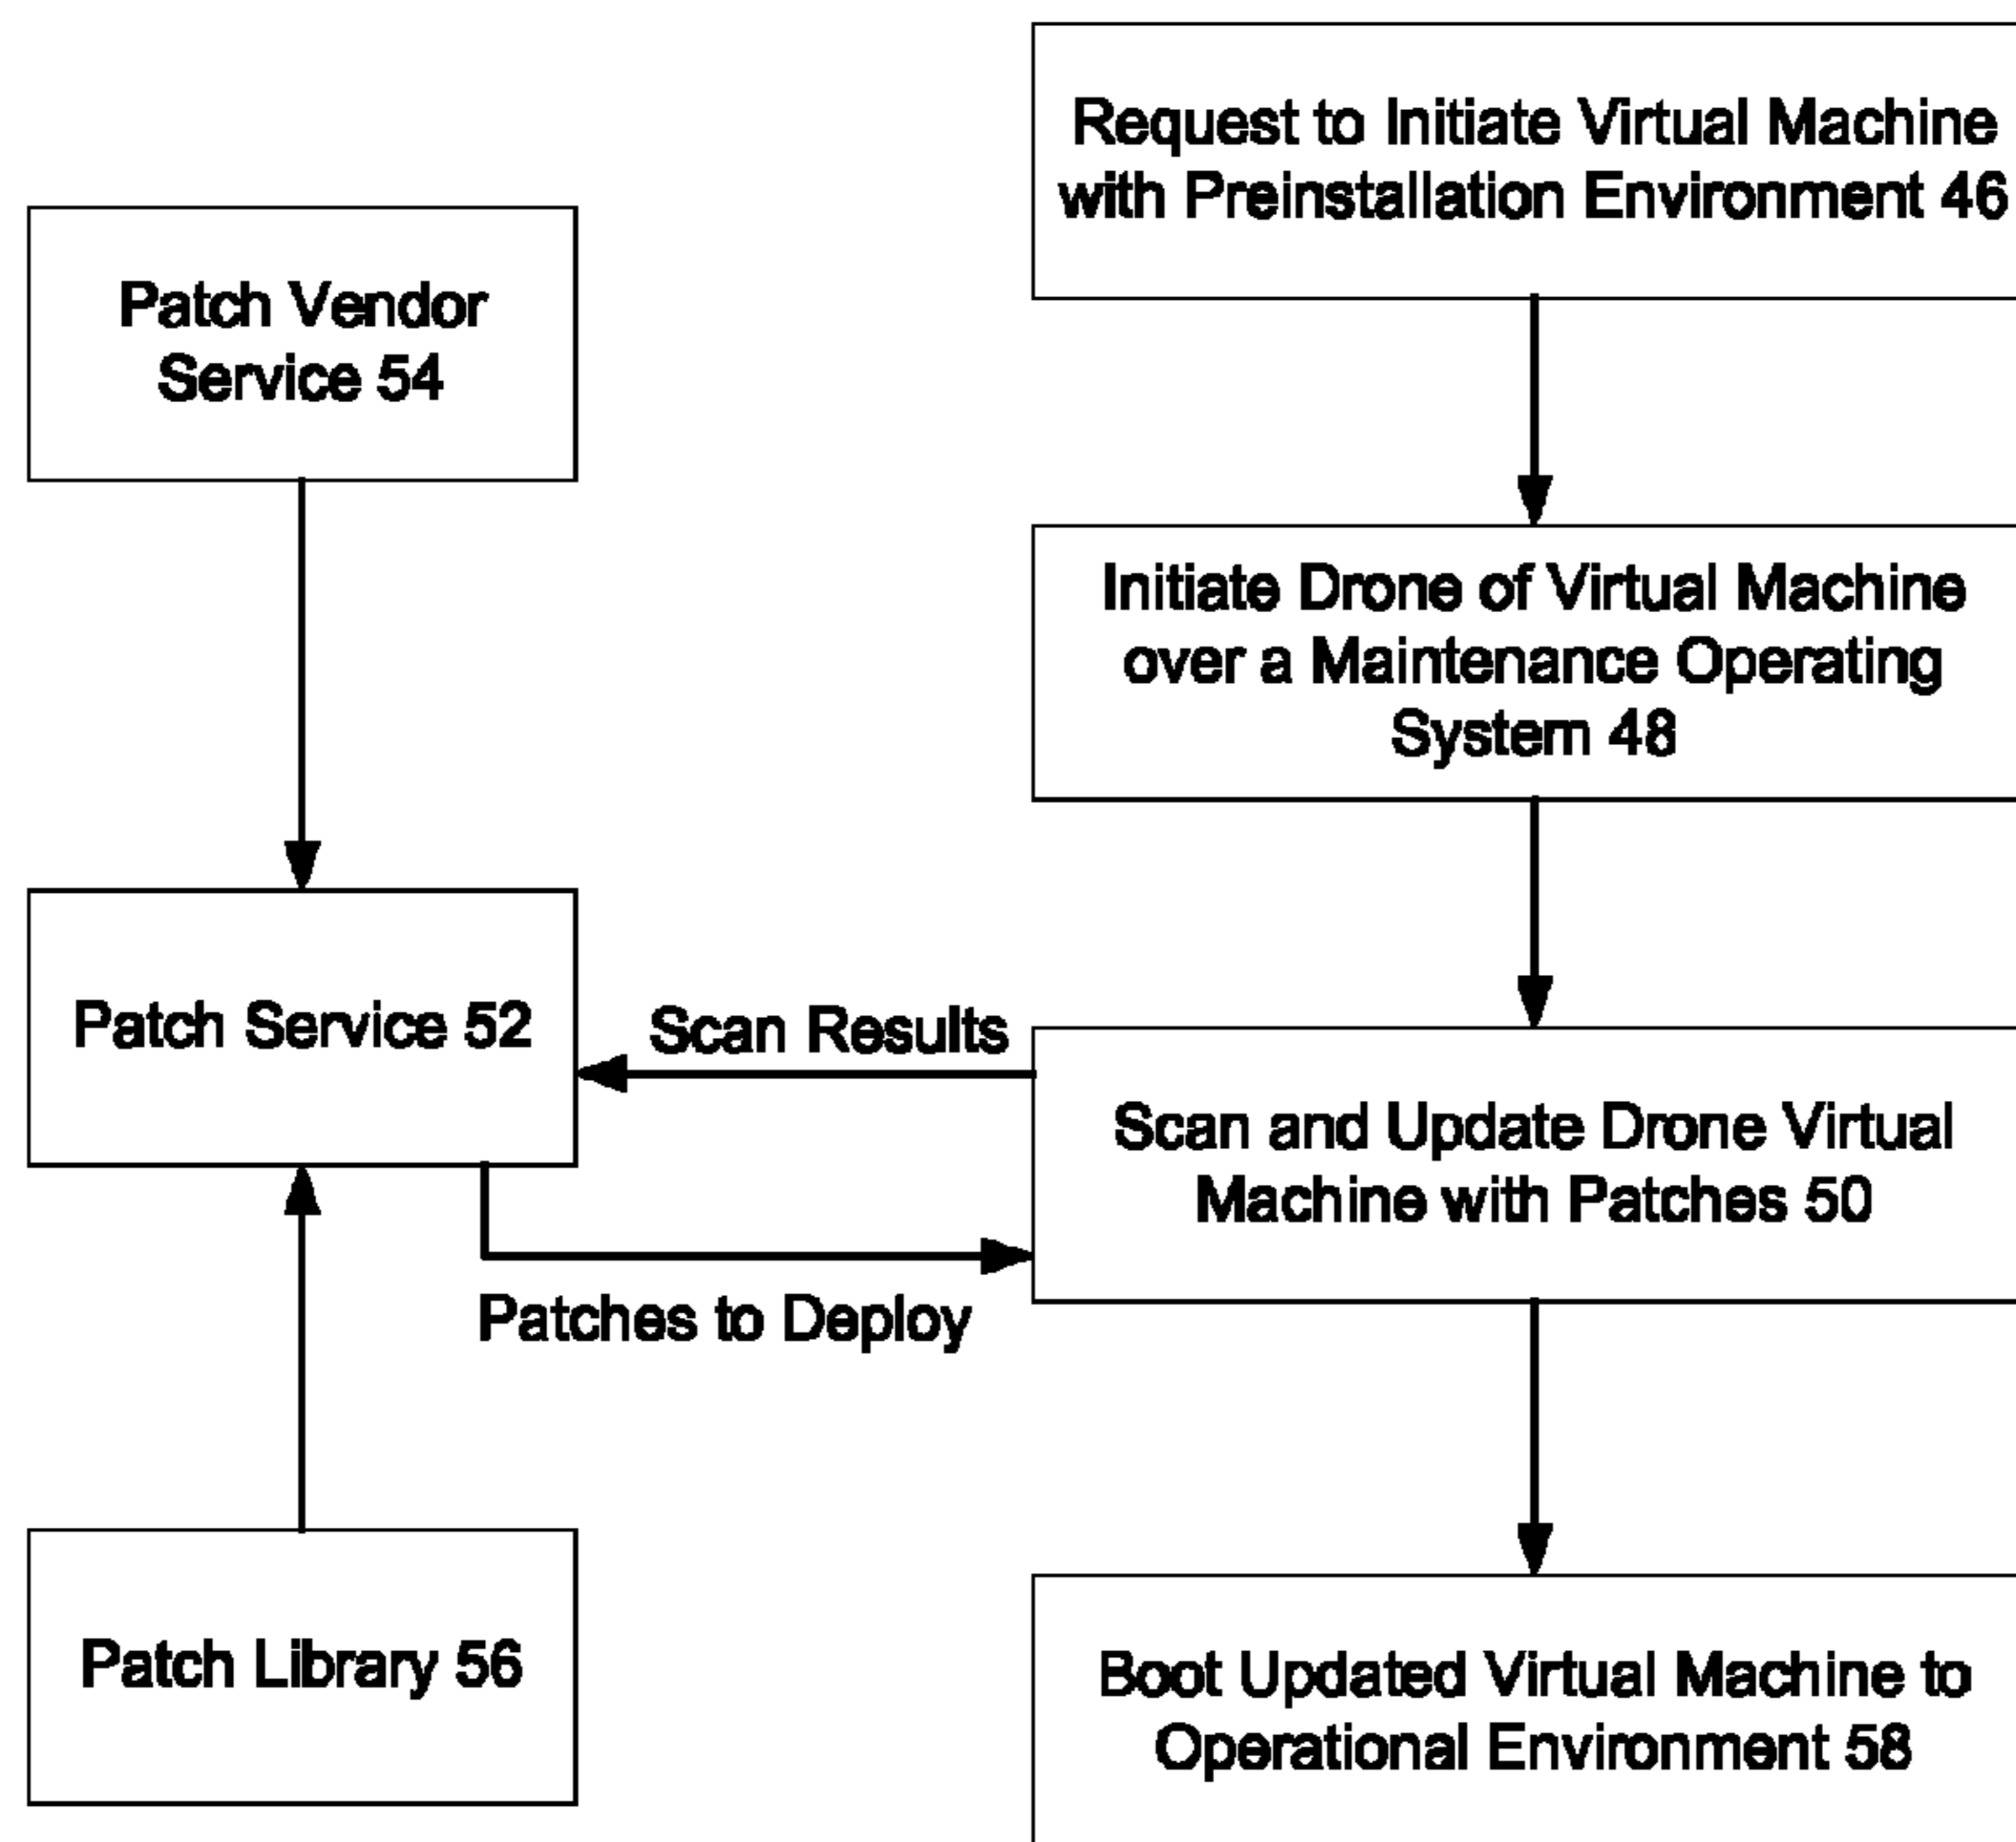 Request to Initiate Virtual Machine
with Preinstallation Environment 46
Patch Vendor
Service 54
Initiate Drone of Virtual Machine
over a Maintenance Operating
System 48
Patch Service 52
Scan Results
Scan and Update Drone Virtual
Machine with Patches 50
Patches to Deploy
Patch Library 56
Boot Updated Virtual Machine to
Operational Environment 58